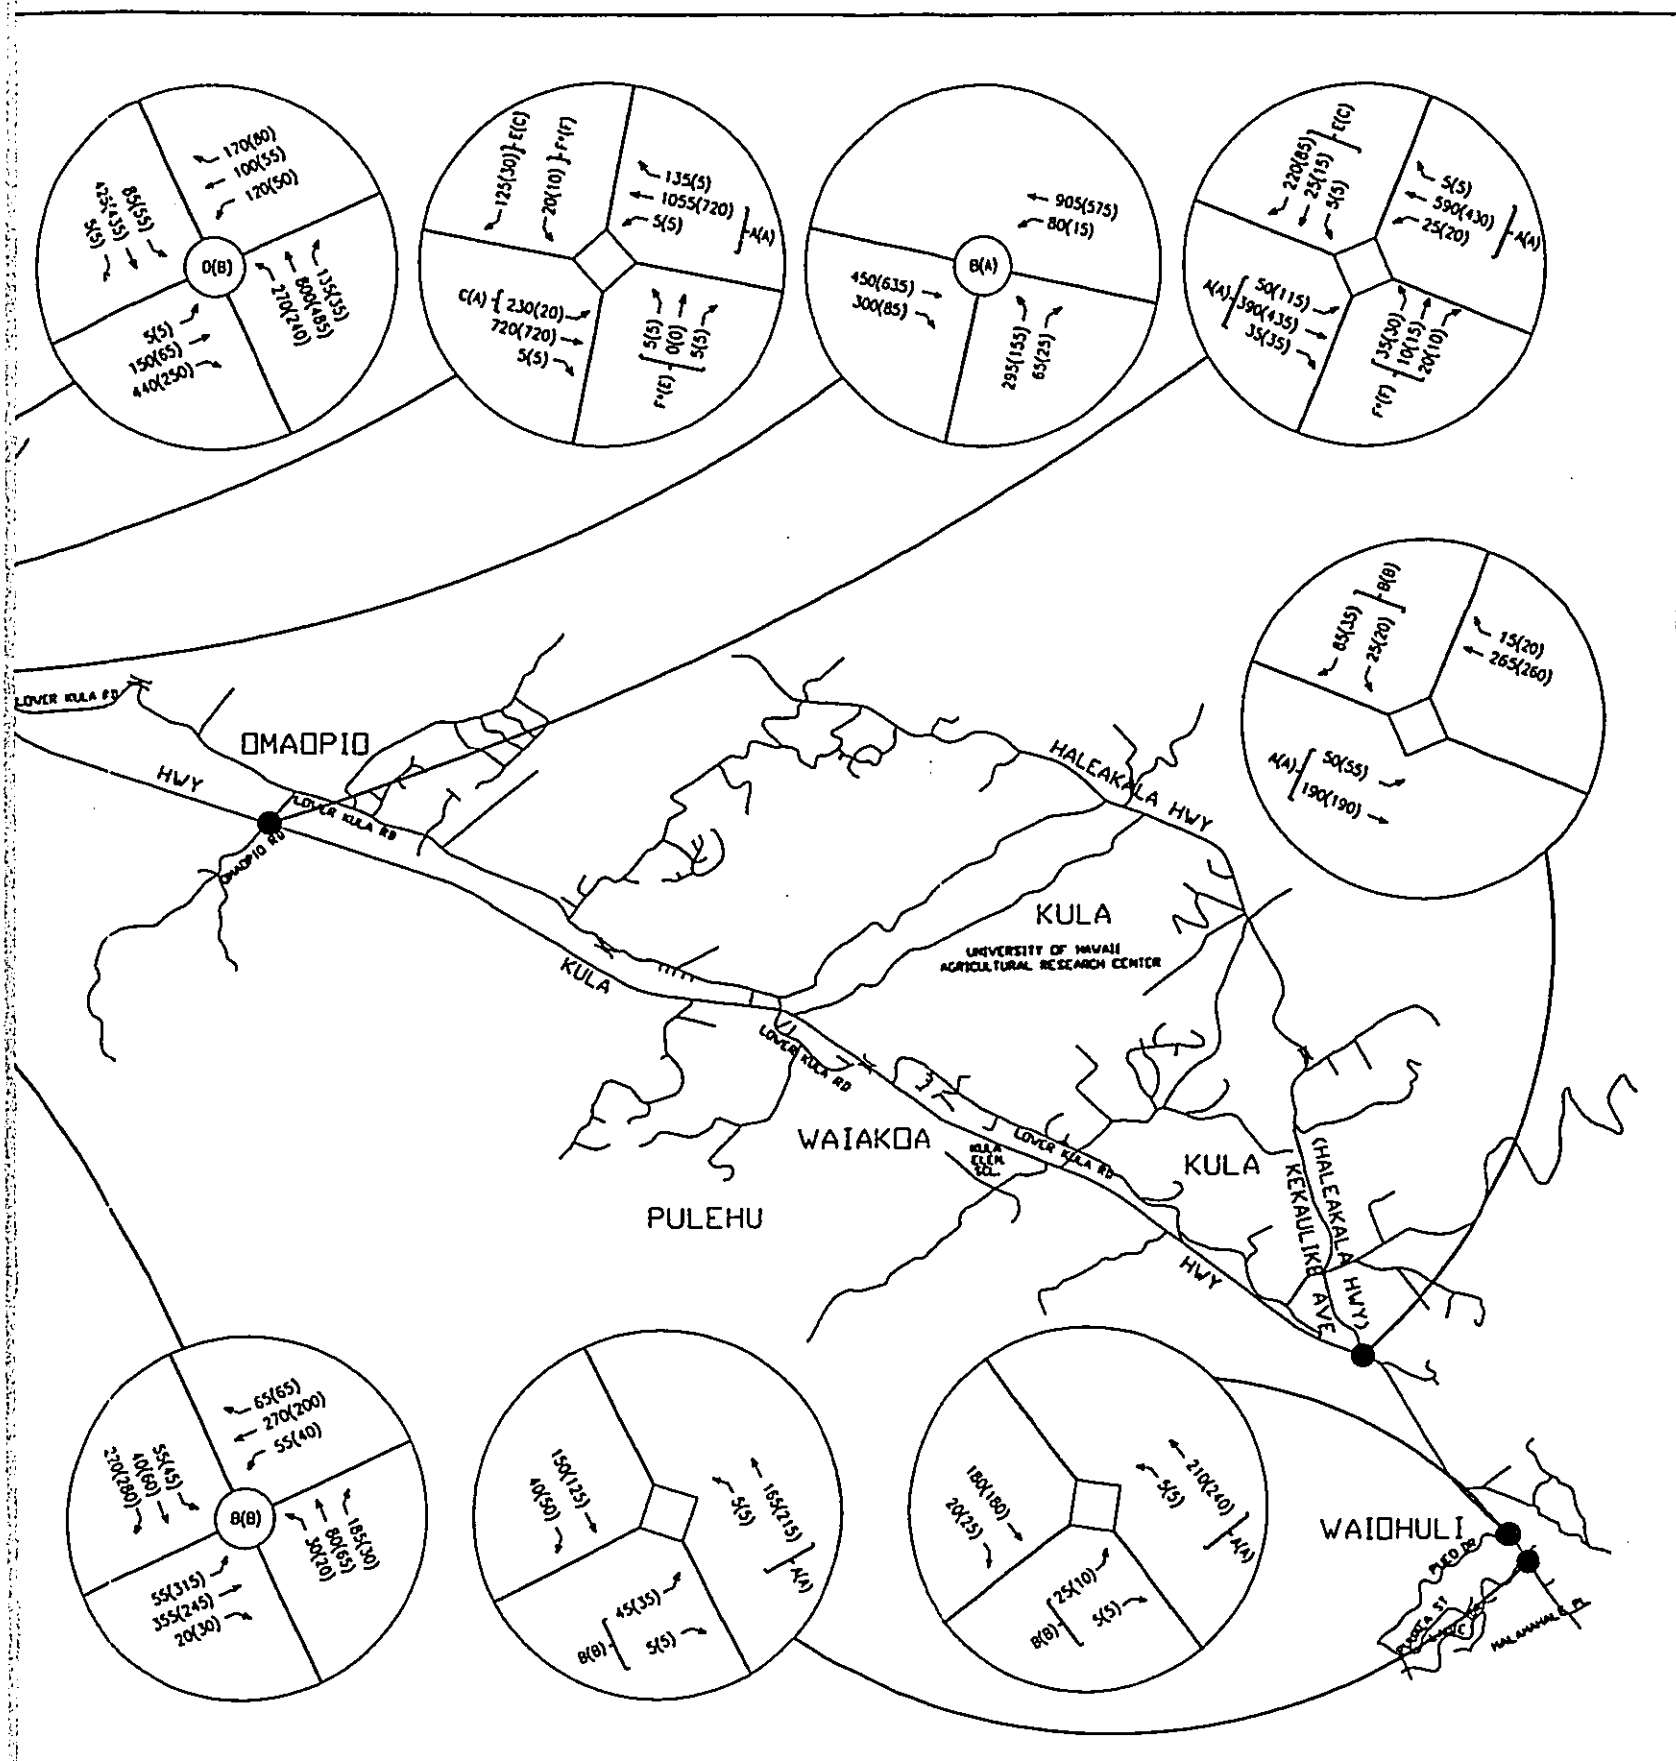 170(80)
100(55)
120(50)
85(55)
425(435)
5(5)
D(B)
135(35)
800(485)
270(240)
5(5)
150(65)
440(250)
125(30) E(C)
20(10) F*(F)
135(5)
1055(720)
5(5)
A(A)
C(A) 230(20)
720(720)
5(5)
F*(E)
5(5)
0(0)
5(5)
905(575)
80(15)
B(A)
450(635)
300(85)
295(155)
65(25)
220(85)
25(15)
5(5)
E(C)
5(5)
590(430)
25(20)
A(A)
A(A)
50(115)
390(435)
35(35)
F*(F)
35(30)
10(15)
20(10)
85(35)
25(20)
B(B)
15(20)
265(260)
A(A)
50(55)
190(190)
LOWER KULA RD
OMAOPIO
HWY
LOWER KULA RD
OMAOPIO RD
HALEAKALA HWY
KULA
UNIVERSITY OF HAWAII
AGRICULTURAL RESEARCH CENTER
KULA
LOWER KULA RD
WAIAKOA
KULA
ELEM.
SCL.
LOWER KULA RD
KULA
PULEHU
HWY
(HALEAKALA HWY)
KEKAULIKE AVE
WAIOHULI
PUEO DR
65(65)
270(200)
55(40)
55(45)
40(60)
270(280)
B(B)
185(30)
80(65)
30(20)
55(315)
355(245)
20(30)
150(125)
40(50)
165(215)
5(5)
A(A)
B(B)
45(35)
5(5)
180(180)
20(25)
210(240)
5(5)
A(A)
B(B)
25(10)
5(5)